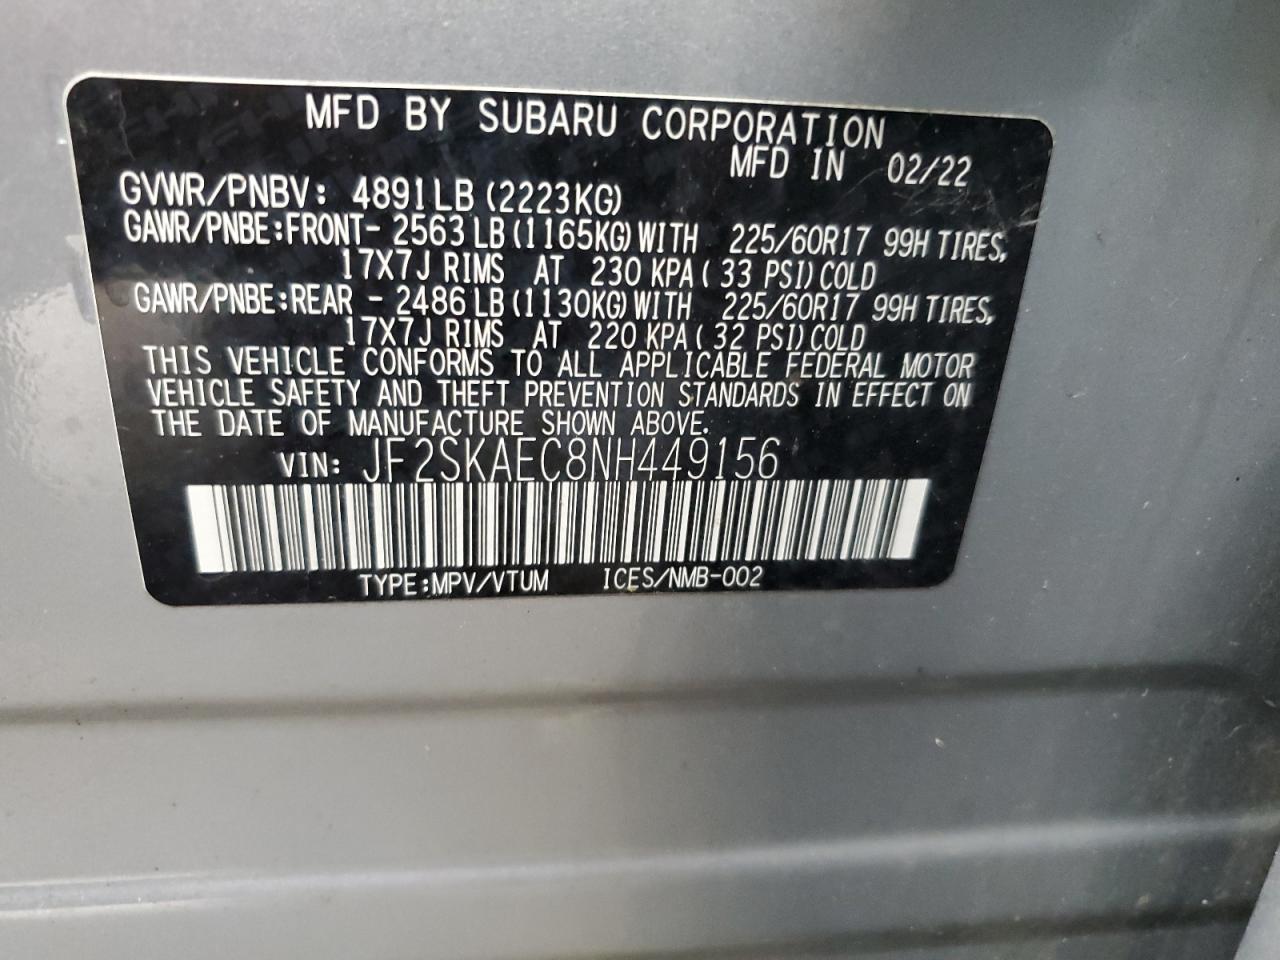 MFD BY SUBARU CORPORATION
MFD IN 02/22
GVWR/PNBV: 4891LB (2223KG)
GAWR/PNBE:FRONT- 2563 LB(1165KG)WITH 225/60R17 99H TIRES,
17X7J RIMS AT 230 KPA( 33 PSI)COLD
GAWR/PNBE:REAR - 2486 LB(1130KG)WITH 225/60R17 99H TIRES,
17X7J RIMS AT 220 KPA( 32 PSI)COLD
THIS VEHICLE CONFORMS TO ALL APPLICABLE FEDERAL MOTOR
VEHICLE SAFETY AND THEFT PREVENTION STANDARDS IN EFFECT ON
THE DATE OF MANUFACTURE SHOWN ABOVE.
VIN: JF2SKAEC8NH449156
TYPE:MPV/VTUM ICES/NMB-002